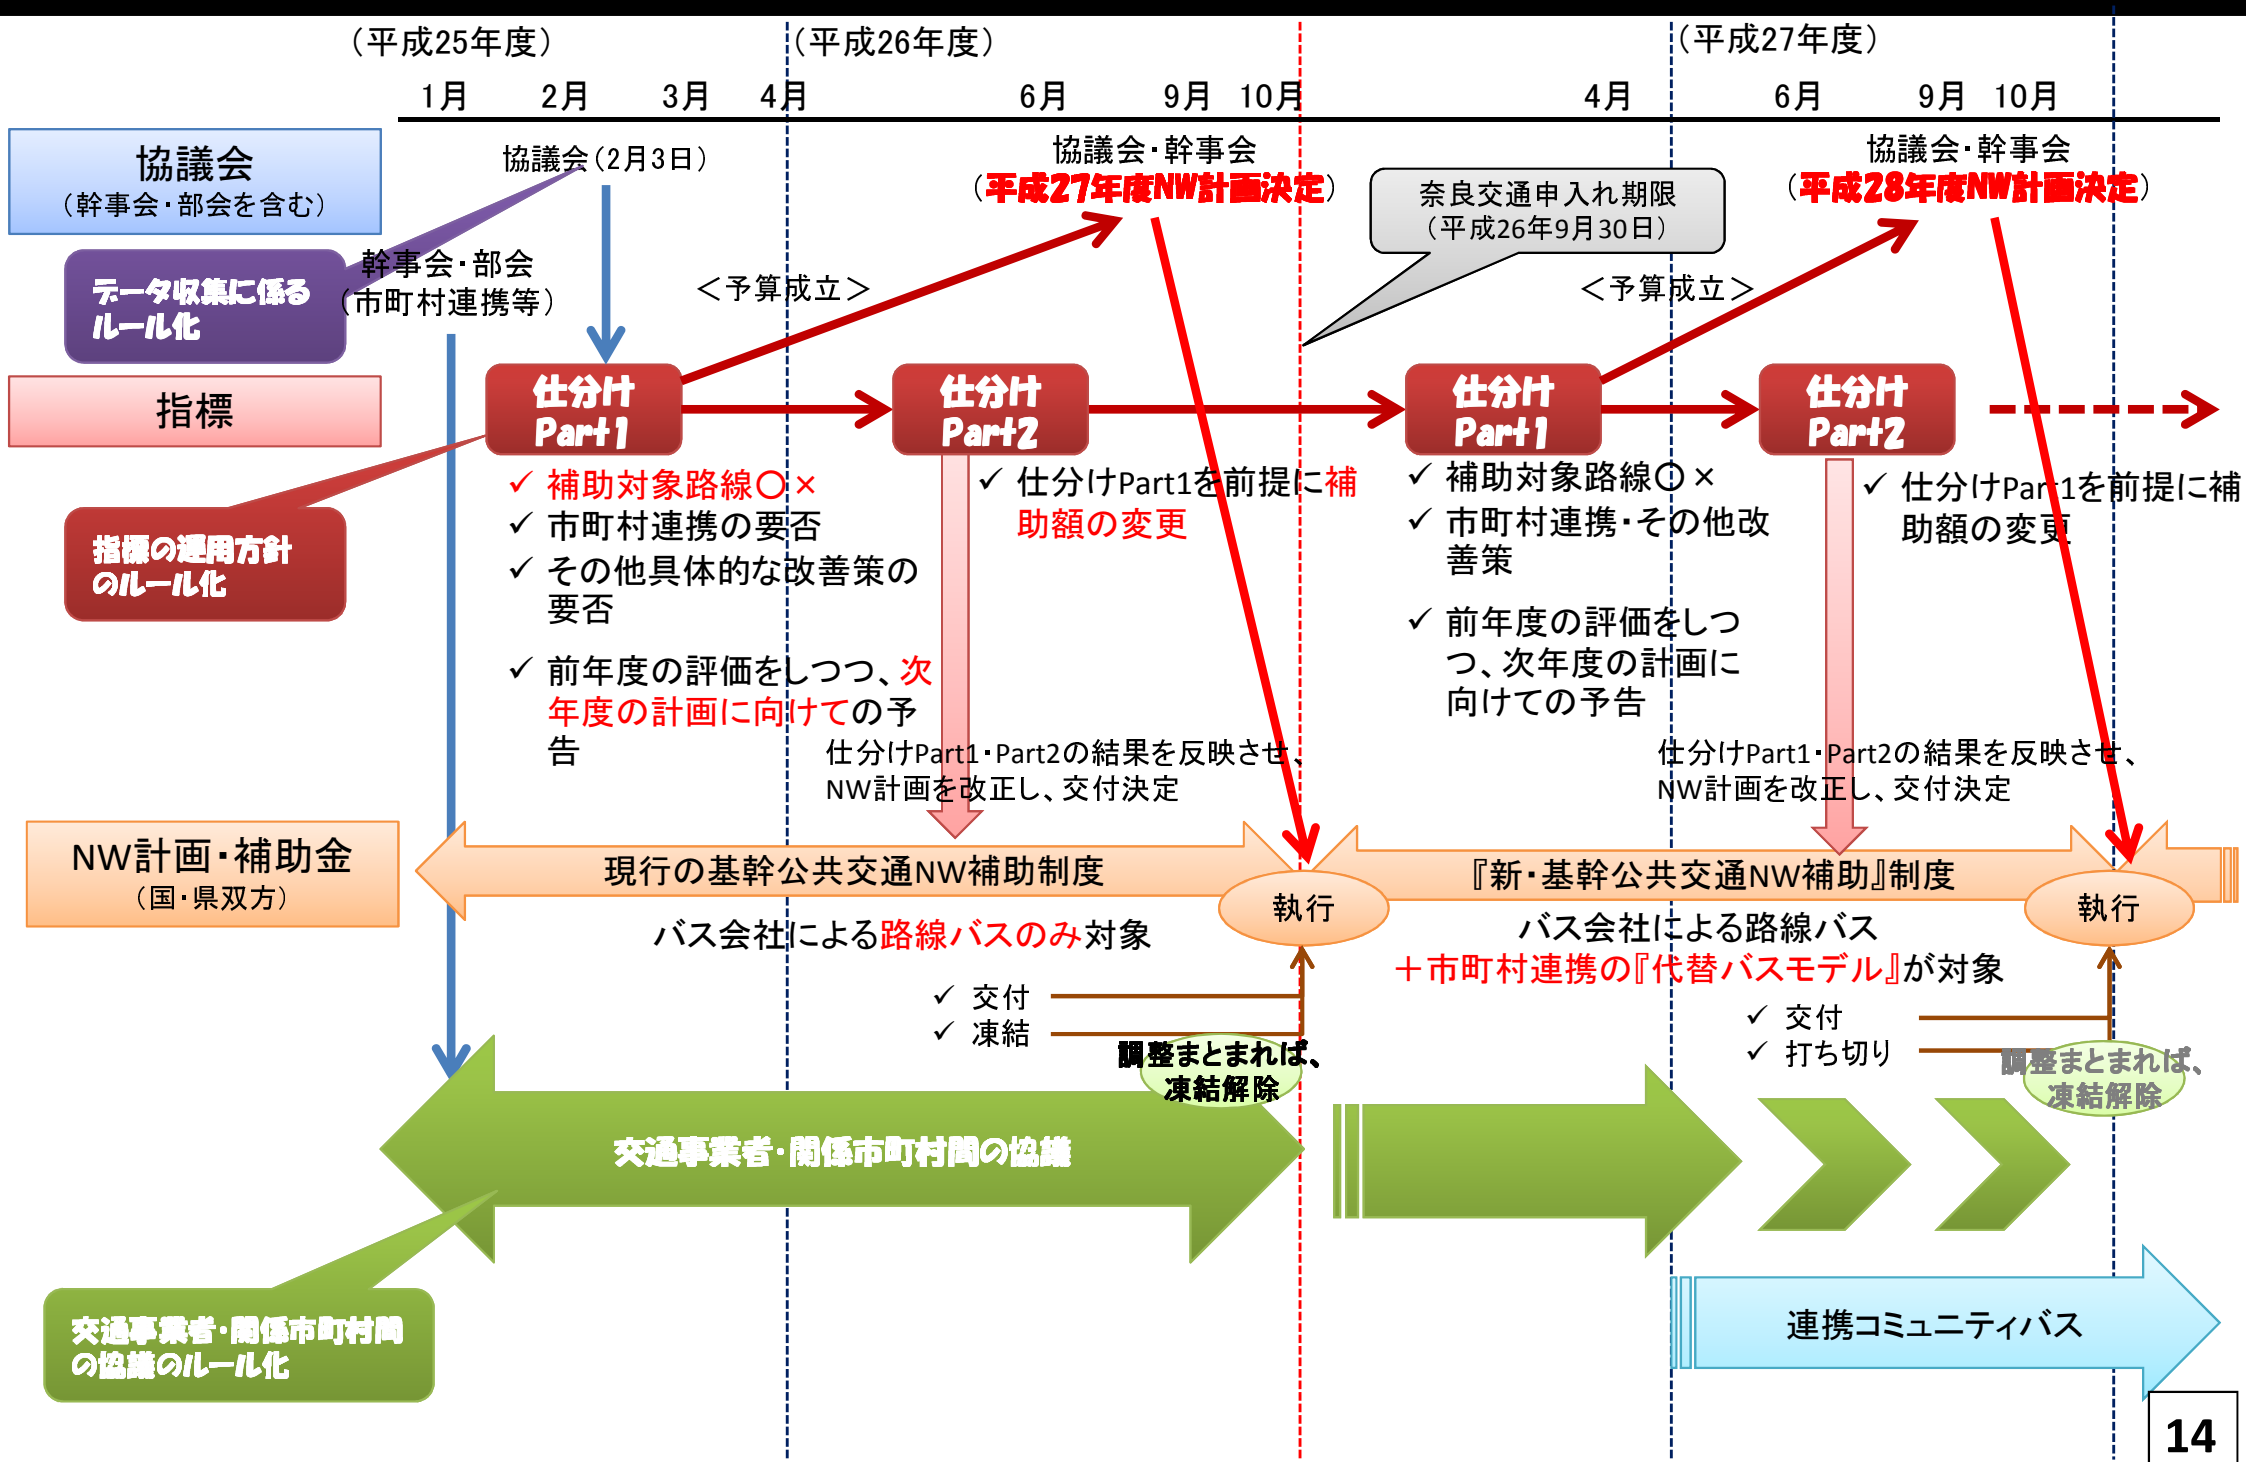 （平成25年度）
（平成26年度）
（平成27年度）
1月 2月 3月 4月 6月 9月 10月 4月 6月 9月 10月
協議会
（幹事会・部会を含む）
協議会（2月3日）
協議会・幹事会
（平成27年度NW計画決定）
奈良交通申入れ期限
（平成26年9月30日）
協議会・幹事会
（平成28年度NW計画決定）
データ収集に係る
ルール化
幹事会・部会
（市町村連携等）
＜予算成立＞
＜予算成立＞
指標
仕分け
Part1
仕分け
Part2
仕分け
Part1
仕分け
Part2
指標の運用方針
のルール化
✓ 補助対象路線○×
✓ 市町村連携の要否
✓ その他具体的な改善策の
要否
✓ 前年度の評価をしつつ、次
年度の計画に向けての予
告
✓ 仕分けPart1を前提に補
助額の変更
✓ 補助対象路線○×
✓ 市町村連携・その他改
善策
✓ 前年度の評価をしつ
つ、次年度の計画に
向けての予告
✓ 仕分けPart1を前提に補
助額の変更
仕分けPart1・Part2の結果を反映させ、
NW計画を改正し、交付決定
仕分けPart1・Part2の結果を反映させ、
NW計画を改正し、交付決定
NW計画・補助金
（国・県双方）
現行の基幹公共交通NW補助制度
執行
『新・基幹公共交通NW補助』制度
執行
バス会社による路線バスのみ対象
バス会社による路線バス
＋市町村連携の『代替バスモデル』が対象
✓ 交付
✓ 凍結
調整まとまれば、
凍結解除
✓ 交付
✓ 打ち切り
調整まとまれば、
凍結解除
交通事業者・関係市町村間の協議
交通事業者・関係市町村間
の協議のルール化
連携コミュニティバス
14